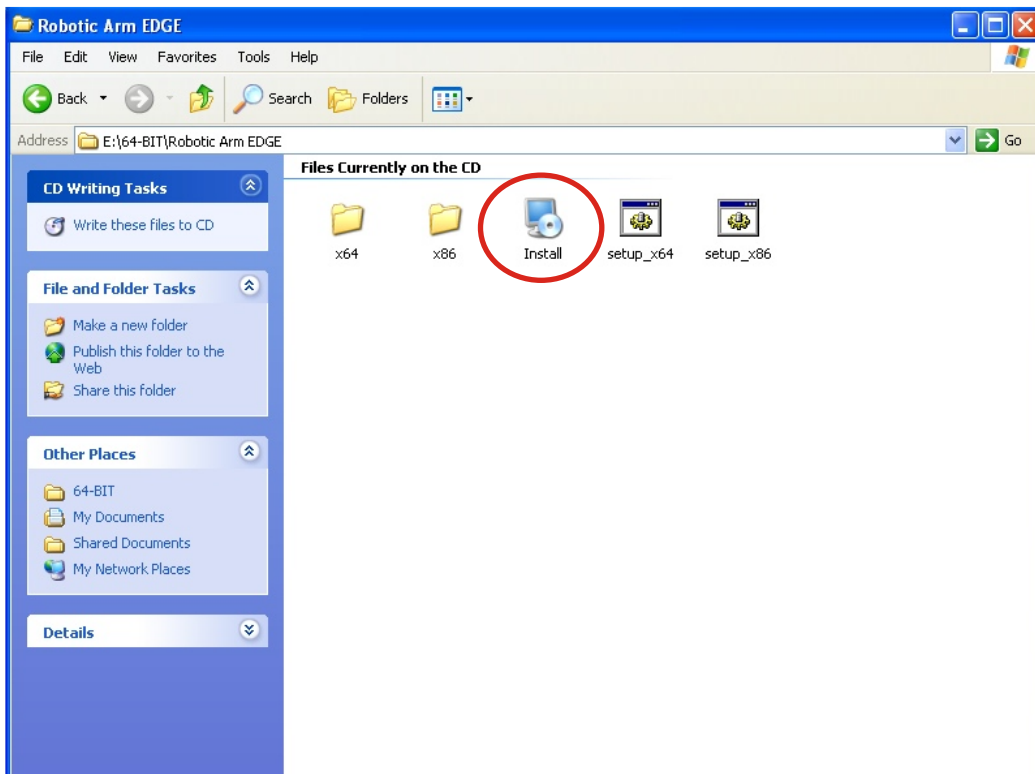 Robotic Arm EDGE
File Edit View Favorites Tools Help
Back Search Folders
Address E:\64-BIT\Robotic Arm EDGE Go
Files Currently on the CD
CD Writing Tasks
Write these files to CD
x64 x86 Install setup_x64 setup_x86
File and Folder Tasks
Make a new folder
Publish this folder to the
Web
Share this folder
Other Places
64-BIT
My Documents
Shared Documents
My Network Places
Details